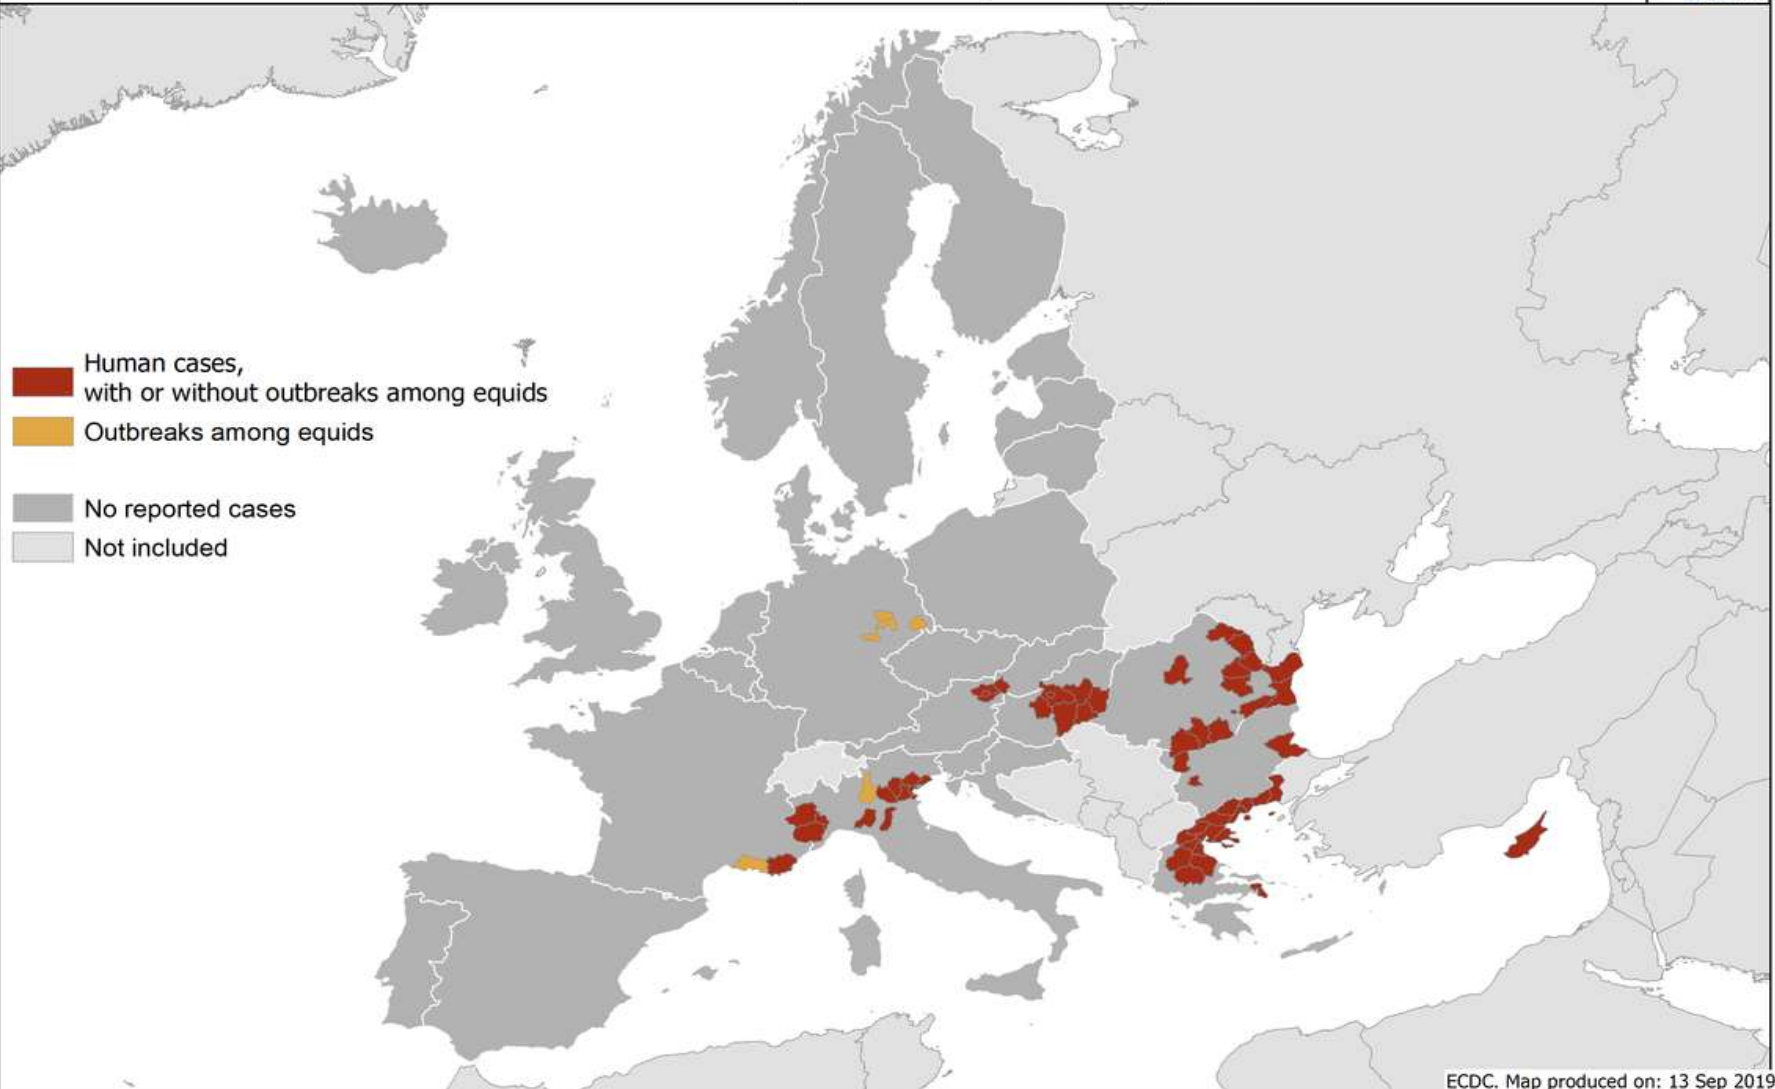 Human cases,
with or without outbreaks among equids
Outbreaks among equids
No reported cases
Not included
ECDC. Map produced on: 13 Sep 2019